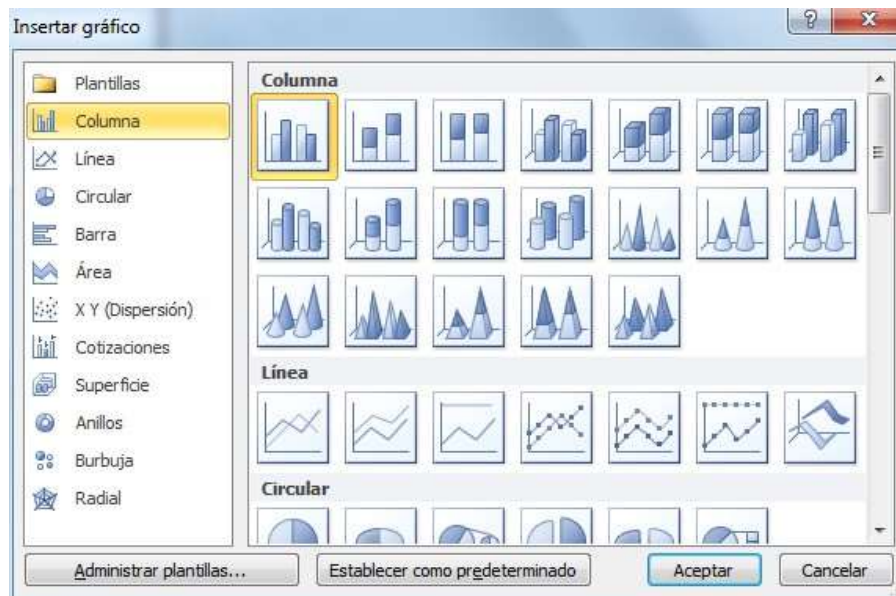 Insertar gráfico
Plantillas
Columna
Línea
Circular
Barra
Área
X Y (Dispersión)
Cotizaciones
Superficie
Anillos
Burbuja
Radial
Columna
Línea
Circular
Administrar plantillas...
Establecer como predeterminado
Aceptar
Cancelar